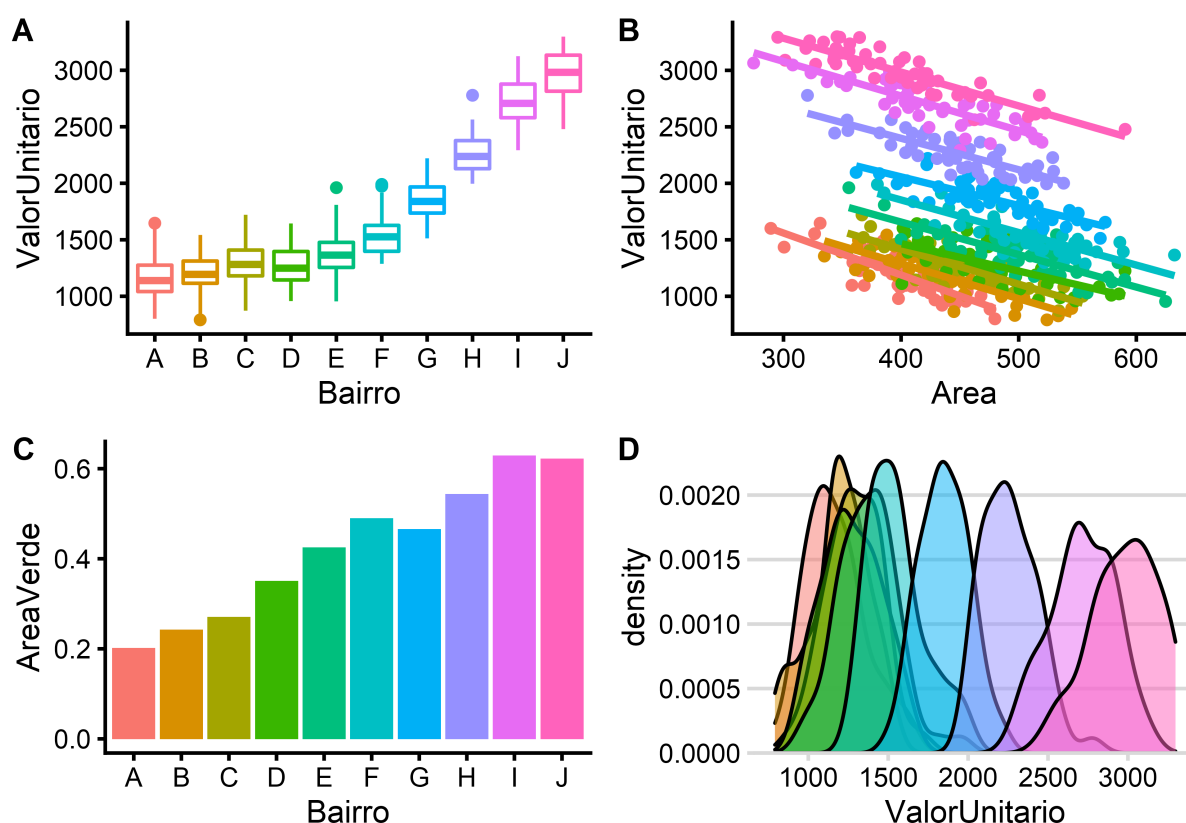 A
ValorUnitario
3000
2500
2000
1500
1000
A B C D E F G H I J
Bairro
B
ValorUnitario
3000
2500
2000
1500
1000
300 400 500 600
Area
C
AreaVerde
0.6
0.4
0.2
0.0
A B C D E F G H I J
Bairro
D
density
0.0020
0.0015
0.0010
0.0005
0.0000
1000 1500 2000 2500 3000
ValorUnitario